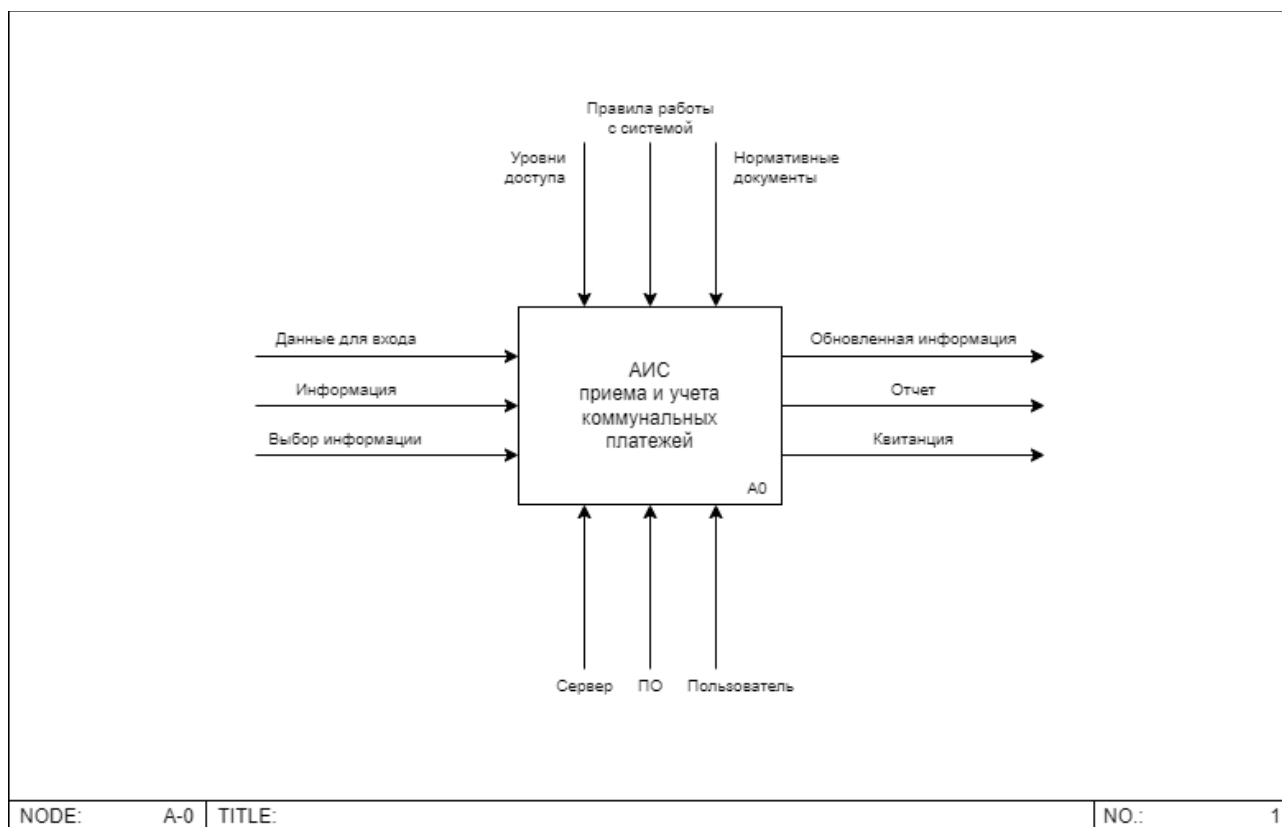 Правила работы
с системой
Уровни
доступа
Нормативные
документы
Данные для входа
Информация
Выбор информации
АИС
приема и учета
коммунальных
платежей
A0
Обновленная информация
Отчет
Квитанция
Сервер
ПО
Пользователь
NODE: A-0
TITLE:
NO.: 1